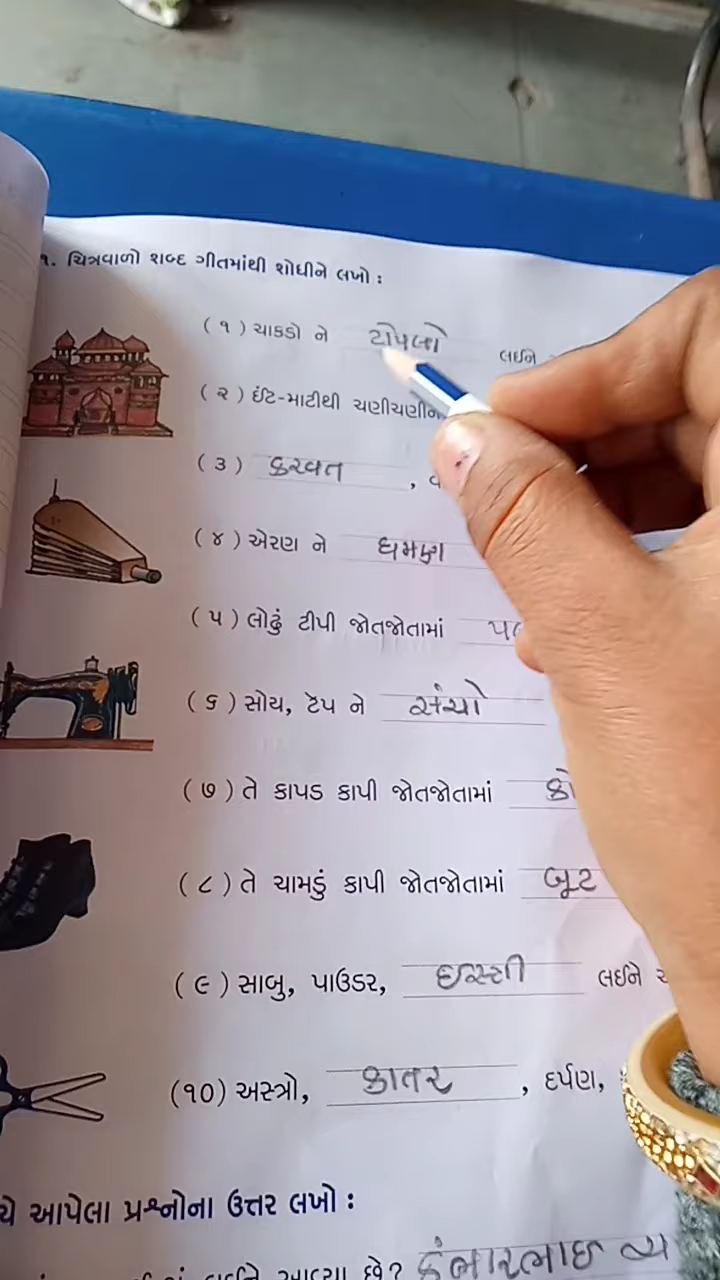 ૧. ચિત્રવાળો શબ્દ ગીતમાંથી શોધીને લખો :
(૧) ચાકડો ને ટોપલો લઈને
(૨) ઈંટ-માટીથી ચણીચણીને
(૩) કરવત ,
(૪) એરણ ને ધમણ
(૫) લોઢું ટીપી જોતજોતામાં
(૬) સોય, ટેપ ને સંચો
(૭) તે કાપડ કાપી જોતજોતામાં
(૮) તે ચામડું કાપી જોતજોતામાં બૂટ
(૯) સાબુ, પાઉડર, ઇસ્ત્રી લઈને
(૧૦) અસ્ત્રો, કાતર , દર્પણ,
આપેલા પ્રશ્નોના ઉત્તર લખો :
લઈને આવ્યા છે? કુંભારભાઇ